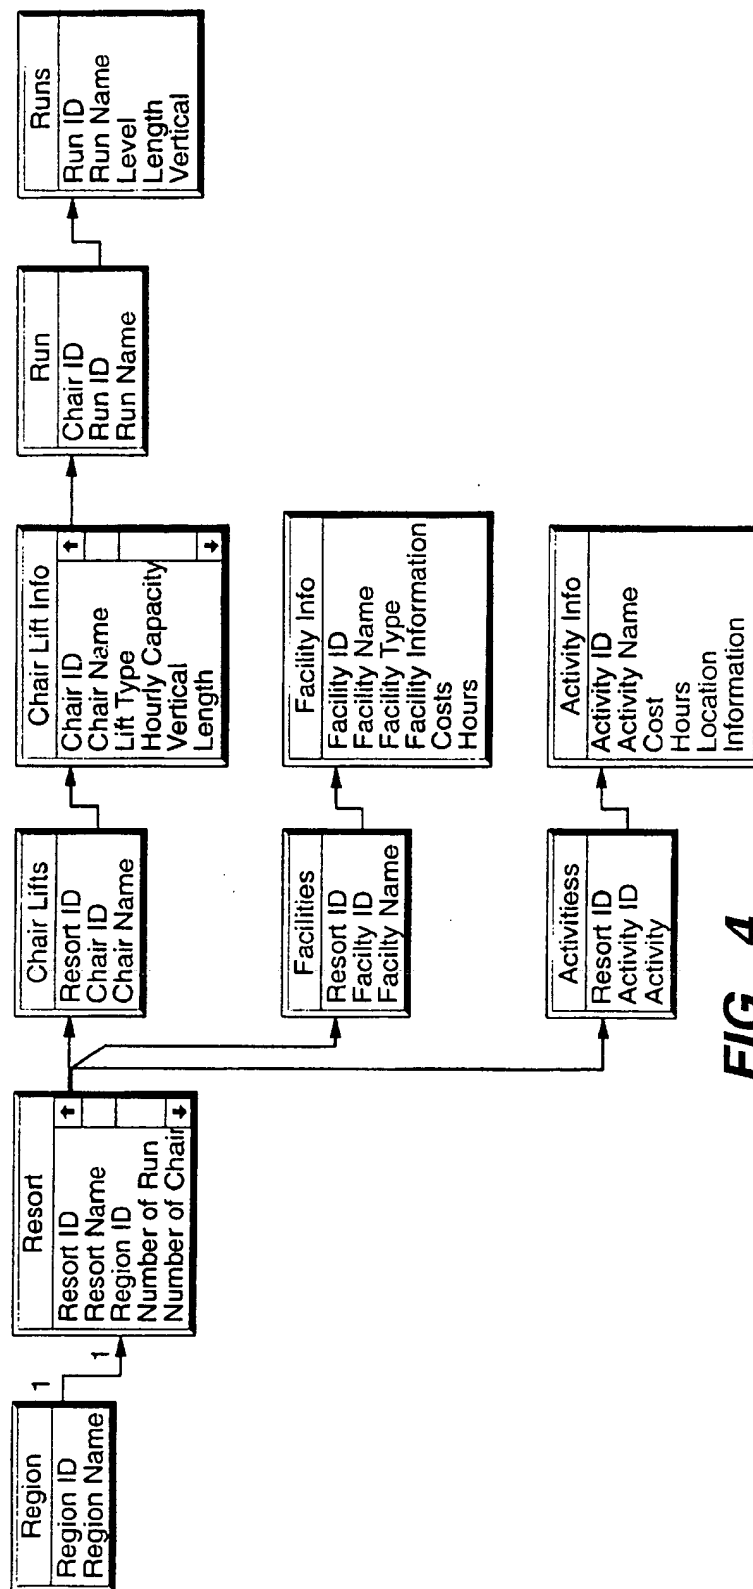 Region
Region ID
Region Name
1
1
Resort
Resort ID
Resort Name
Region ID
Number of Run
Number of Chair
Chair Lifts
Resort ID
Chair ID
Chair Name
Chair Lift Info
Chair ID
Chair Name
Lift Type
Hourly Capacity
Vertical
Length
Run
Chair ID
Run ID
Run Name
Runs
Run ID
Run Name
Level
Length
Vertical
Facilities
Resort ID
Facilty ID
Facilty Name
Facility Info
Facility ID
Facility Name
Facility Type
Facility Information
Costs
Hours
Activitiess
Resort ID
Activity ID
Activity
Activity Info
Activity ID
Activity Name
Cost
Hours
Location
Information
FIG_4